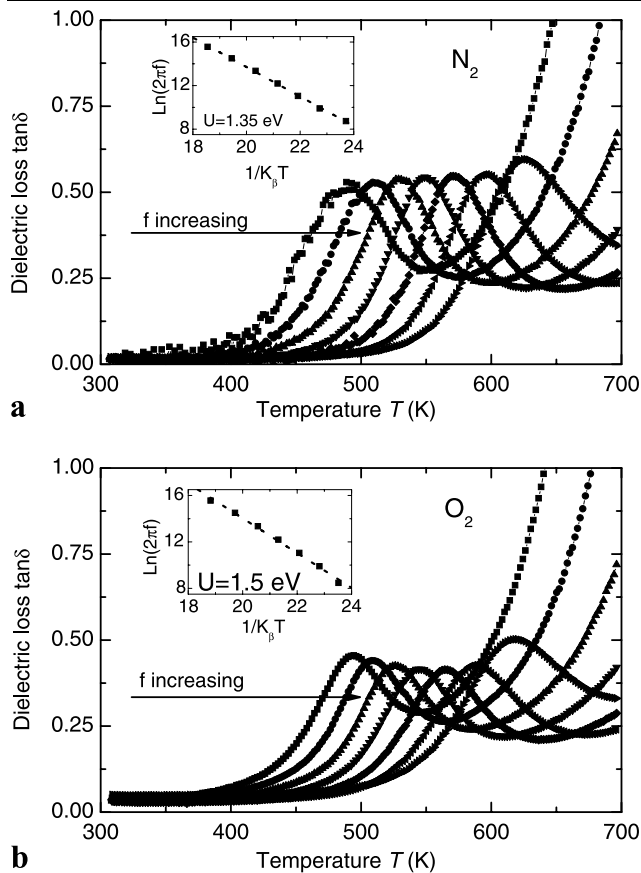 1.00
0.75
0.50
0.25
0.00
Dielectric loss tanδ
300 400 500 600 700
Temperature T (K)
N2
f increasing
16
12
8
Ln(2πf)
U=1.35 eV
18 20 22 24
1/KβT
a
1.00
0.75
0.50
0.25
0.00
Dielectric loss tanδ
300 400 500 600 700
Temperature T (K)
O2
f increasing
16
12
8
Ln(2πf)
U=1.5 eV
18 20 22 24
1/KβT
b